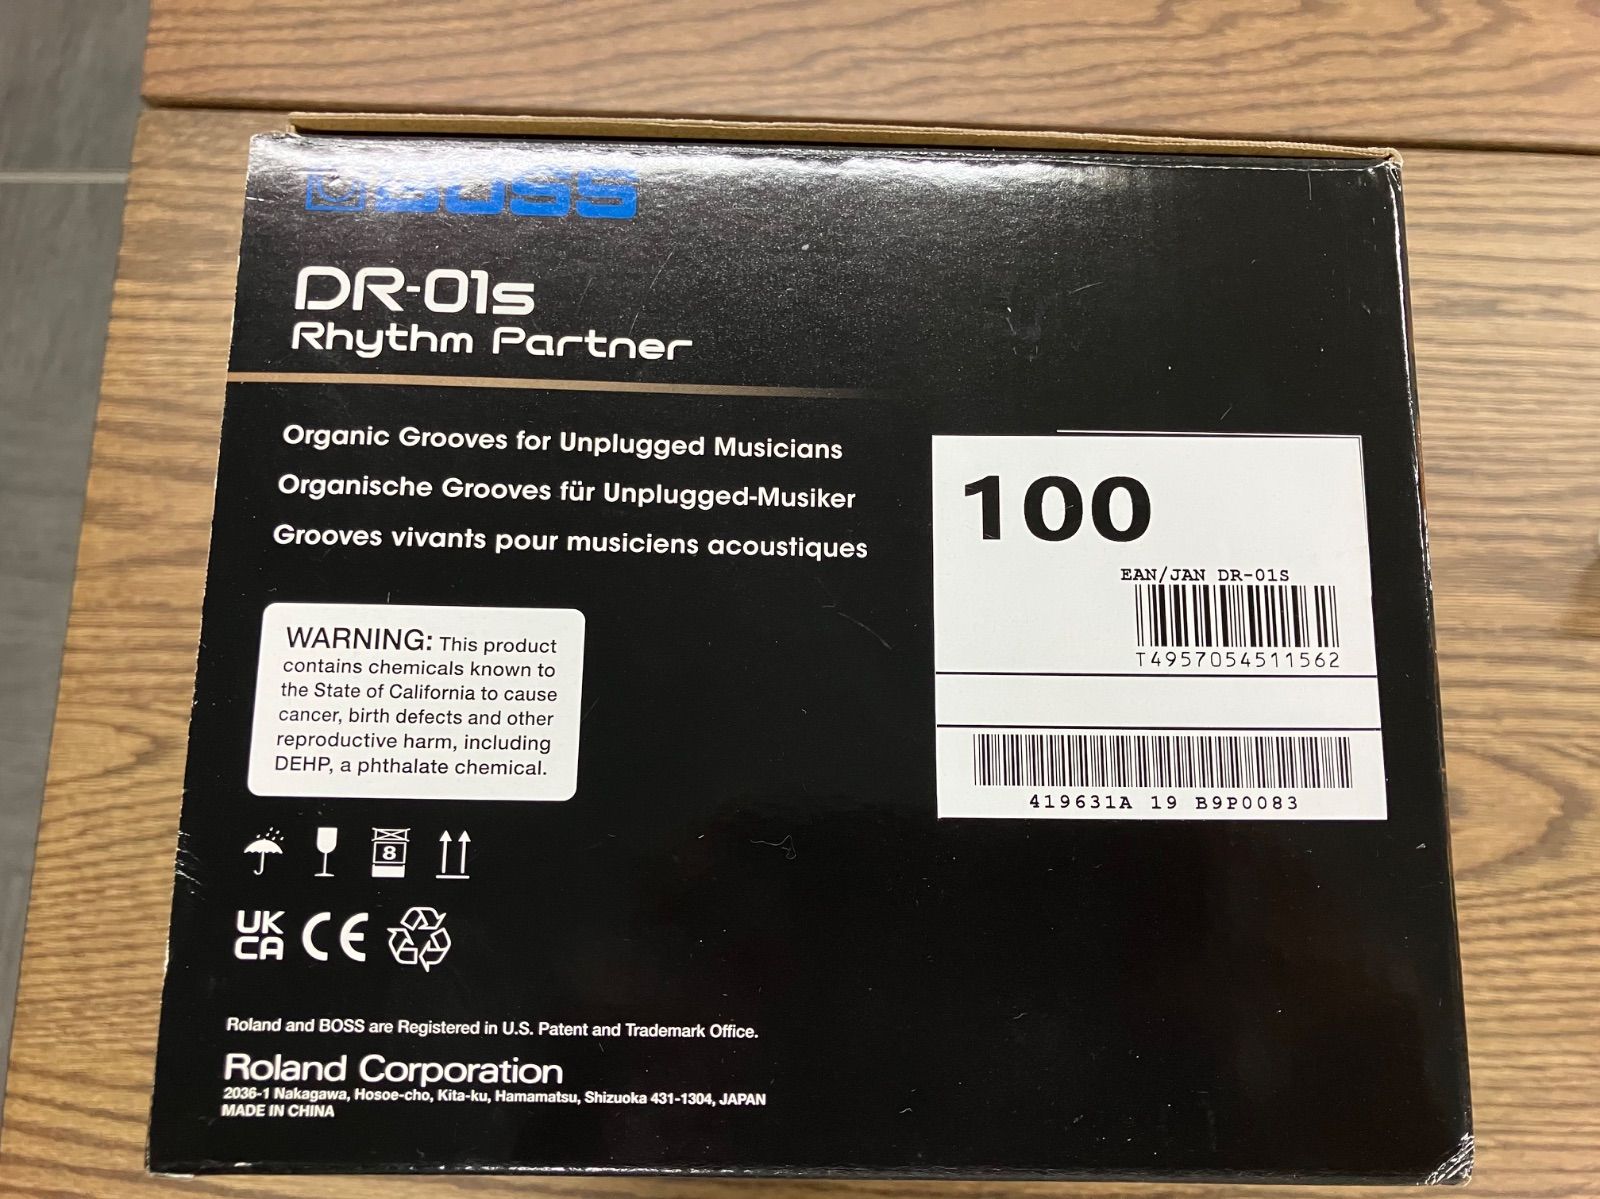 BOSS
DR-01S
Rhythm Partner
Organic Grooves for Unplugged Musicians
Organische Grooves für Unplugged-Musiker
Grooves vivants pour musiciens acoustiques
WARNING: This product
contains chemicals known to
the State of California to cause
cancer, birth defects and other
reproductive harm, including
DEHP, a phthalate chemical.
8
UK
CA CE
Roland and BOSS are Registered in U.S. Patent and Trademark Office.
Roland Corporation
2036-1 Nakagawa, Hosoe-cho, Kita-ku, Hamamatsu, Shizuoka 431-1304, JAPAN
MADE IN CHINA
100
EAN/JAN DR-01S
T4957054511562
419631A 19 B9P0083